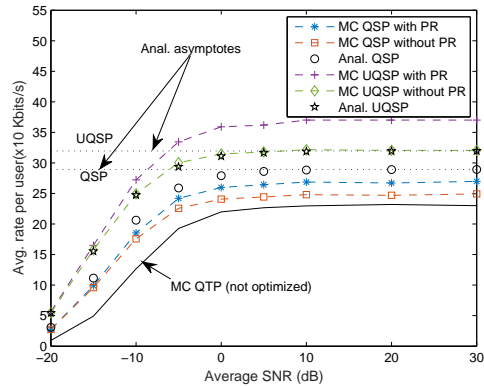 55
50
45
40
35
30
25
20
15
10
5
0
Avg. rate per user(x10 Kbits/s)
Anal. asymptotes
MC QSP with PR
MC QSP without PR
Anal. QSP
MC UQSP with PR
MC UQSP without PR
Anal. UQSP
UQSP
QSP
MC QTP (not optimized)
−20
−10
0
10
20
30
Average SNR (dB)